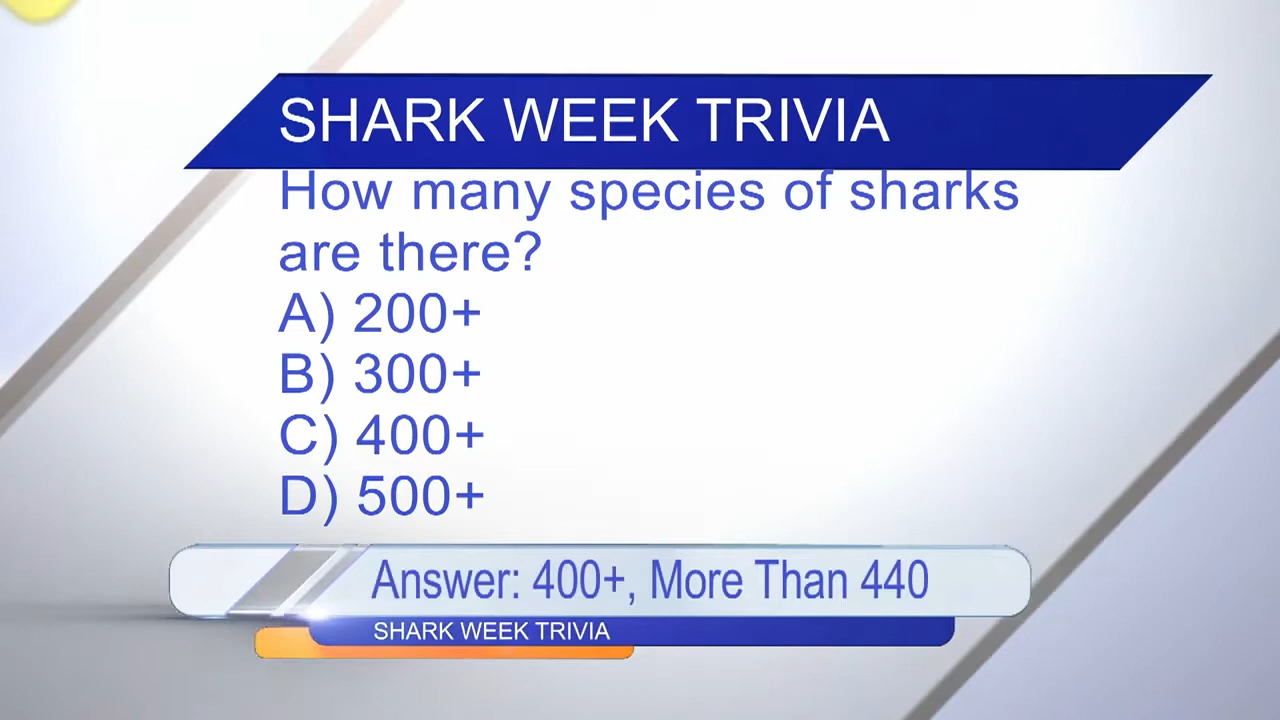 SHARK WEEK TRIVIA
How many species of sharks
are there?
A) 200+
B) 300+
C) 400+
D) 500+
Answer: 400+, More Than 440
SHARK WEEK TRIVIA